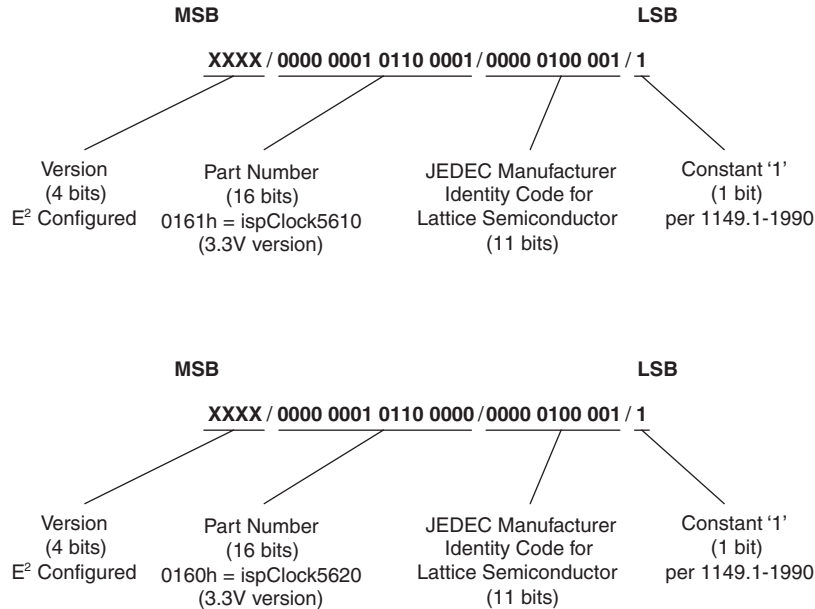 MSB LSB
XXXX / 0000 0001 0110 0001 / 0000 0100 001 / 1
Version
(4 bits)
E² Configured
Part Number
(16 bits)
0161h = ispClock5610
(3.3V version)
JEDEC Manufacturer
Identity Code for
Lattice Semiconductor
(11 bits)
Constant ‘1’
(1 bit)
per 1149.1-1990
MSB LSB
XXXX / 0000 0001 0110 0000 / 0000 0100 001 / 1
Version
(4 bits)
E² Configured
Part Number
(16 bits)
0160h = ispClock5620
(3.3V version)
JEDEC Manufacturer
Identity Code for
Lattice Semiconductor
(11 bits)
Constant ‘1’
(1 bit)
per 1149.1-1990